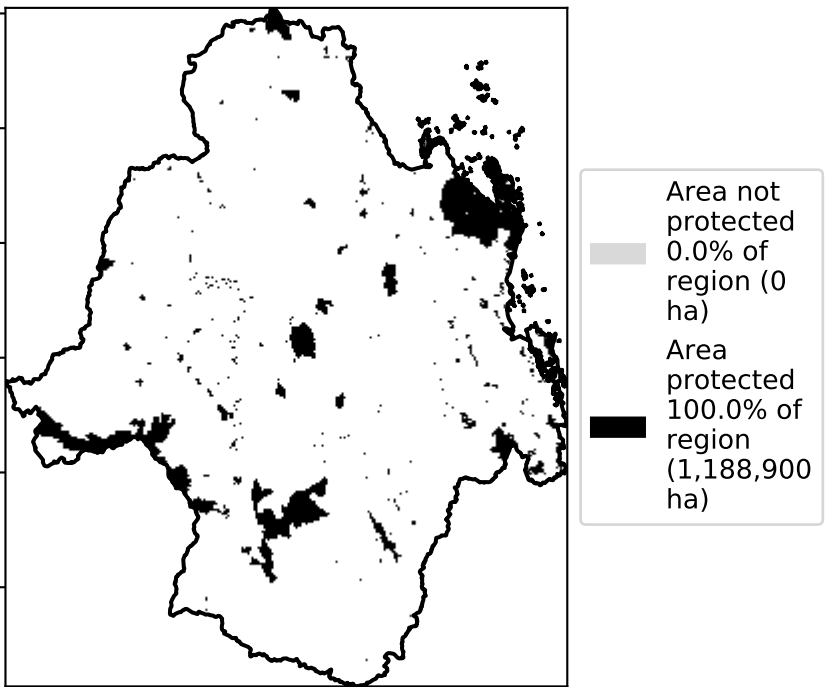 Area not
protected
0.0% of
region (0
ha)
Area
protected
100.0% of
region
(1,188,900
ha)